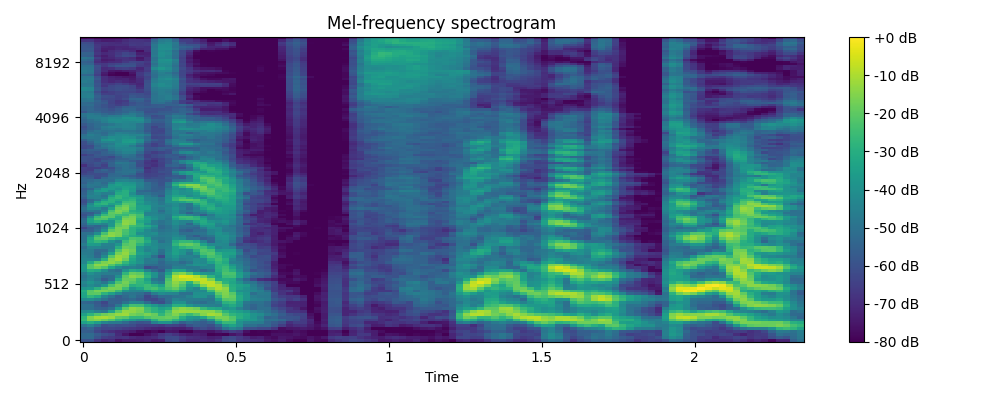 Mel-frequency spectrogram
Hz
8192
4096
2048
1024
512
0
0 0.5 1 1.5 2
Time
+0 dB
-10 dB
-20 dB
-30 dB
-40 dB
-50 dB
-60 dB
-70 dB
-80 dB